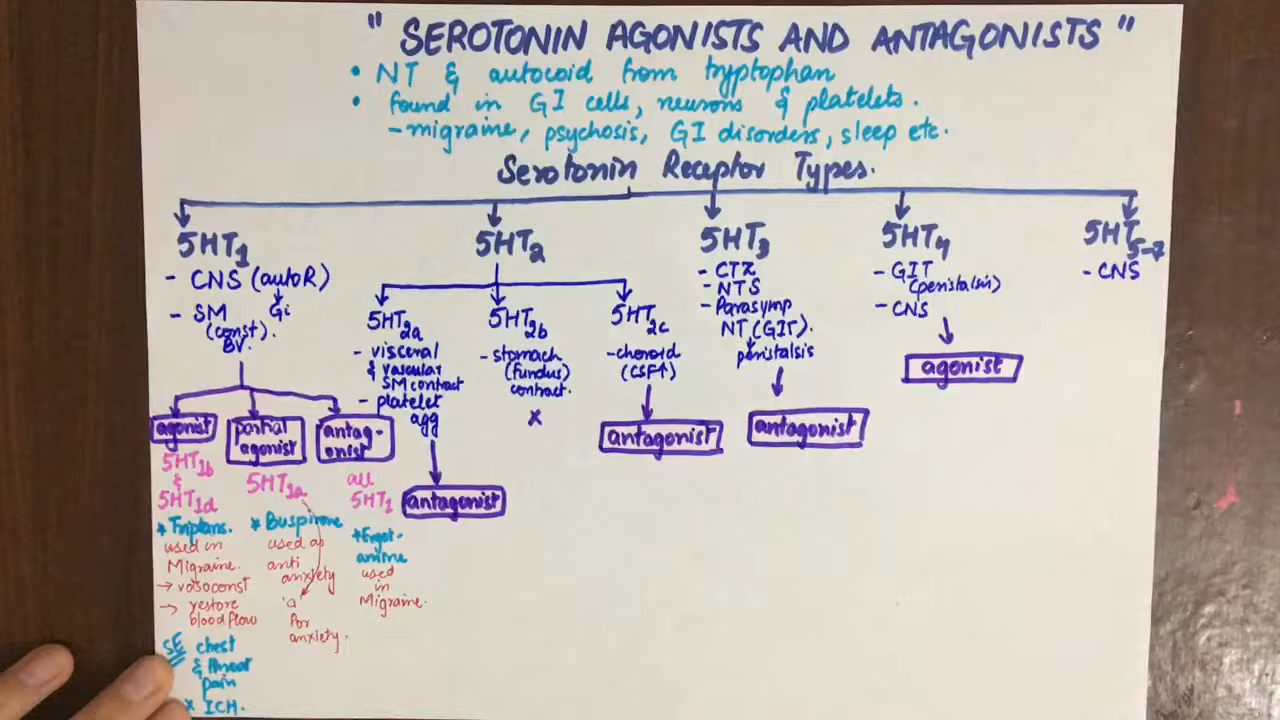 " SEROTONIN AGONISTS AND ANTAGONISTS "
• NT & autocoid from tryptophan
• found in GI cells, neurons & platelets.
- migraine, psychosis, GI disorders, sleep etc.
Serotonin Receptor Types.
5HT1
- CNS (autoR)
Gi
- SM
(const)
BV.
agonist
5HT1b
&
5HT1d
* Triptans.
used in
Migraine.
→ vasoconst
→ restore
blood flow
SE chest
& throat
pain
x ICH.
partial
agonist
5HT1a
* Buspirone
used as
anti
anxiety
'a'
for
anxiety.
antag-
onist
all
5HT1
* Ergot-
amine
used
in
Migraine.
5HT2
5HT2a
- visceral
& vascular
SM contract
- platelet
agg
antagonist
5HT2b
- stomach
(fundus)
contract.
x
5HT2c
- choroid
(CSF↑)
antagonist
5HT3
- CTZ
- NTS
- Parasymp
NT (GIT).
peristalsis
antagonist
5HT4
- GIT
(peristalsis)
- CNS
agonist
5HT5-7
- CNS